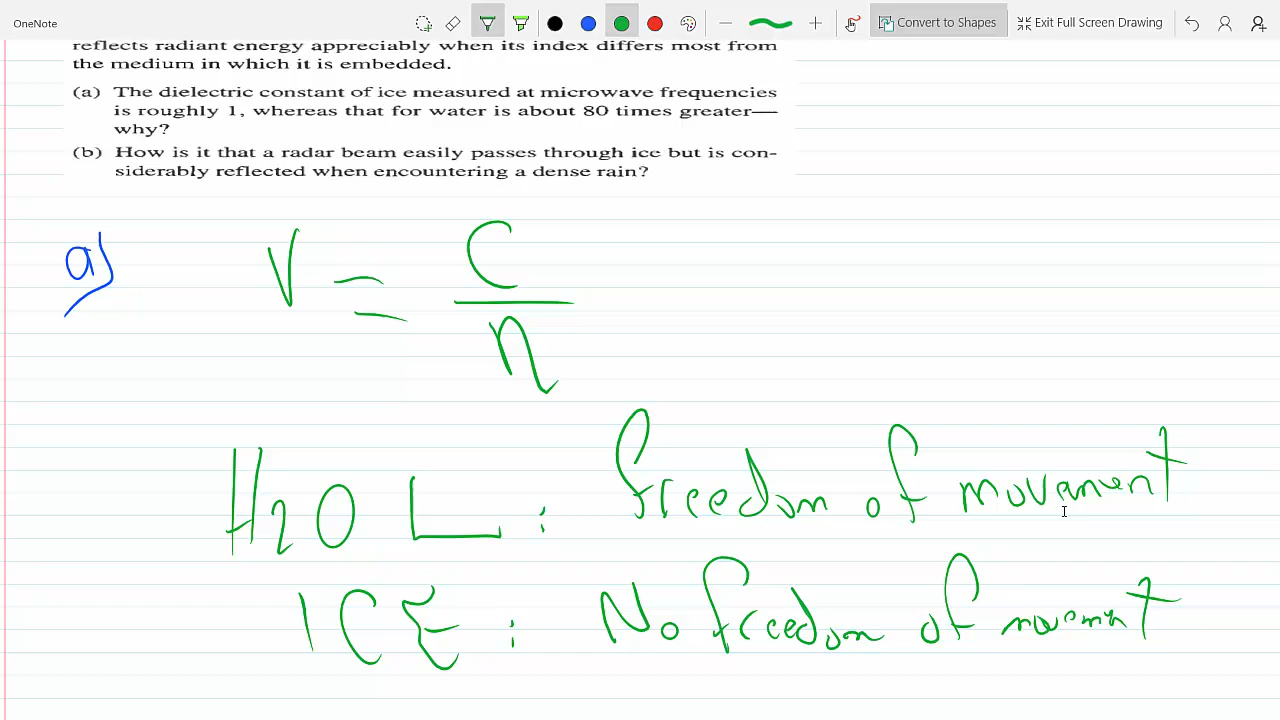 OneNote
Convert to Shapes
Exit Full Screen Drawing
reflects radiant energy appreciably when its index differs most from
the medium in which it is embedded.
(a) The dielectric constant of ice measured at microwave frequencies
is roughly 1, whereas that for water is about 80 times greater—
why?
(b) How is it that a radar beam easily passes through ice but is con-
siderably reflected when encountering a dense rain?
a)
V = C
n
H2O L : freedom of movament
ICE : No freedom of movemnt